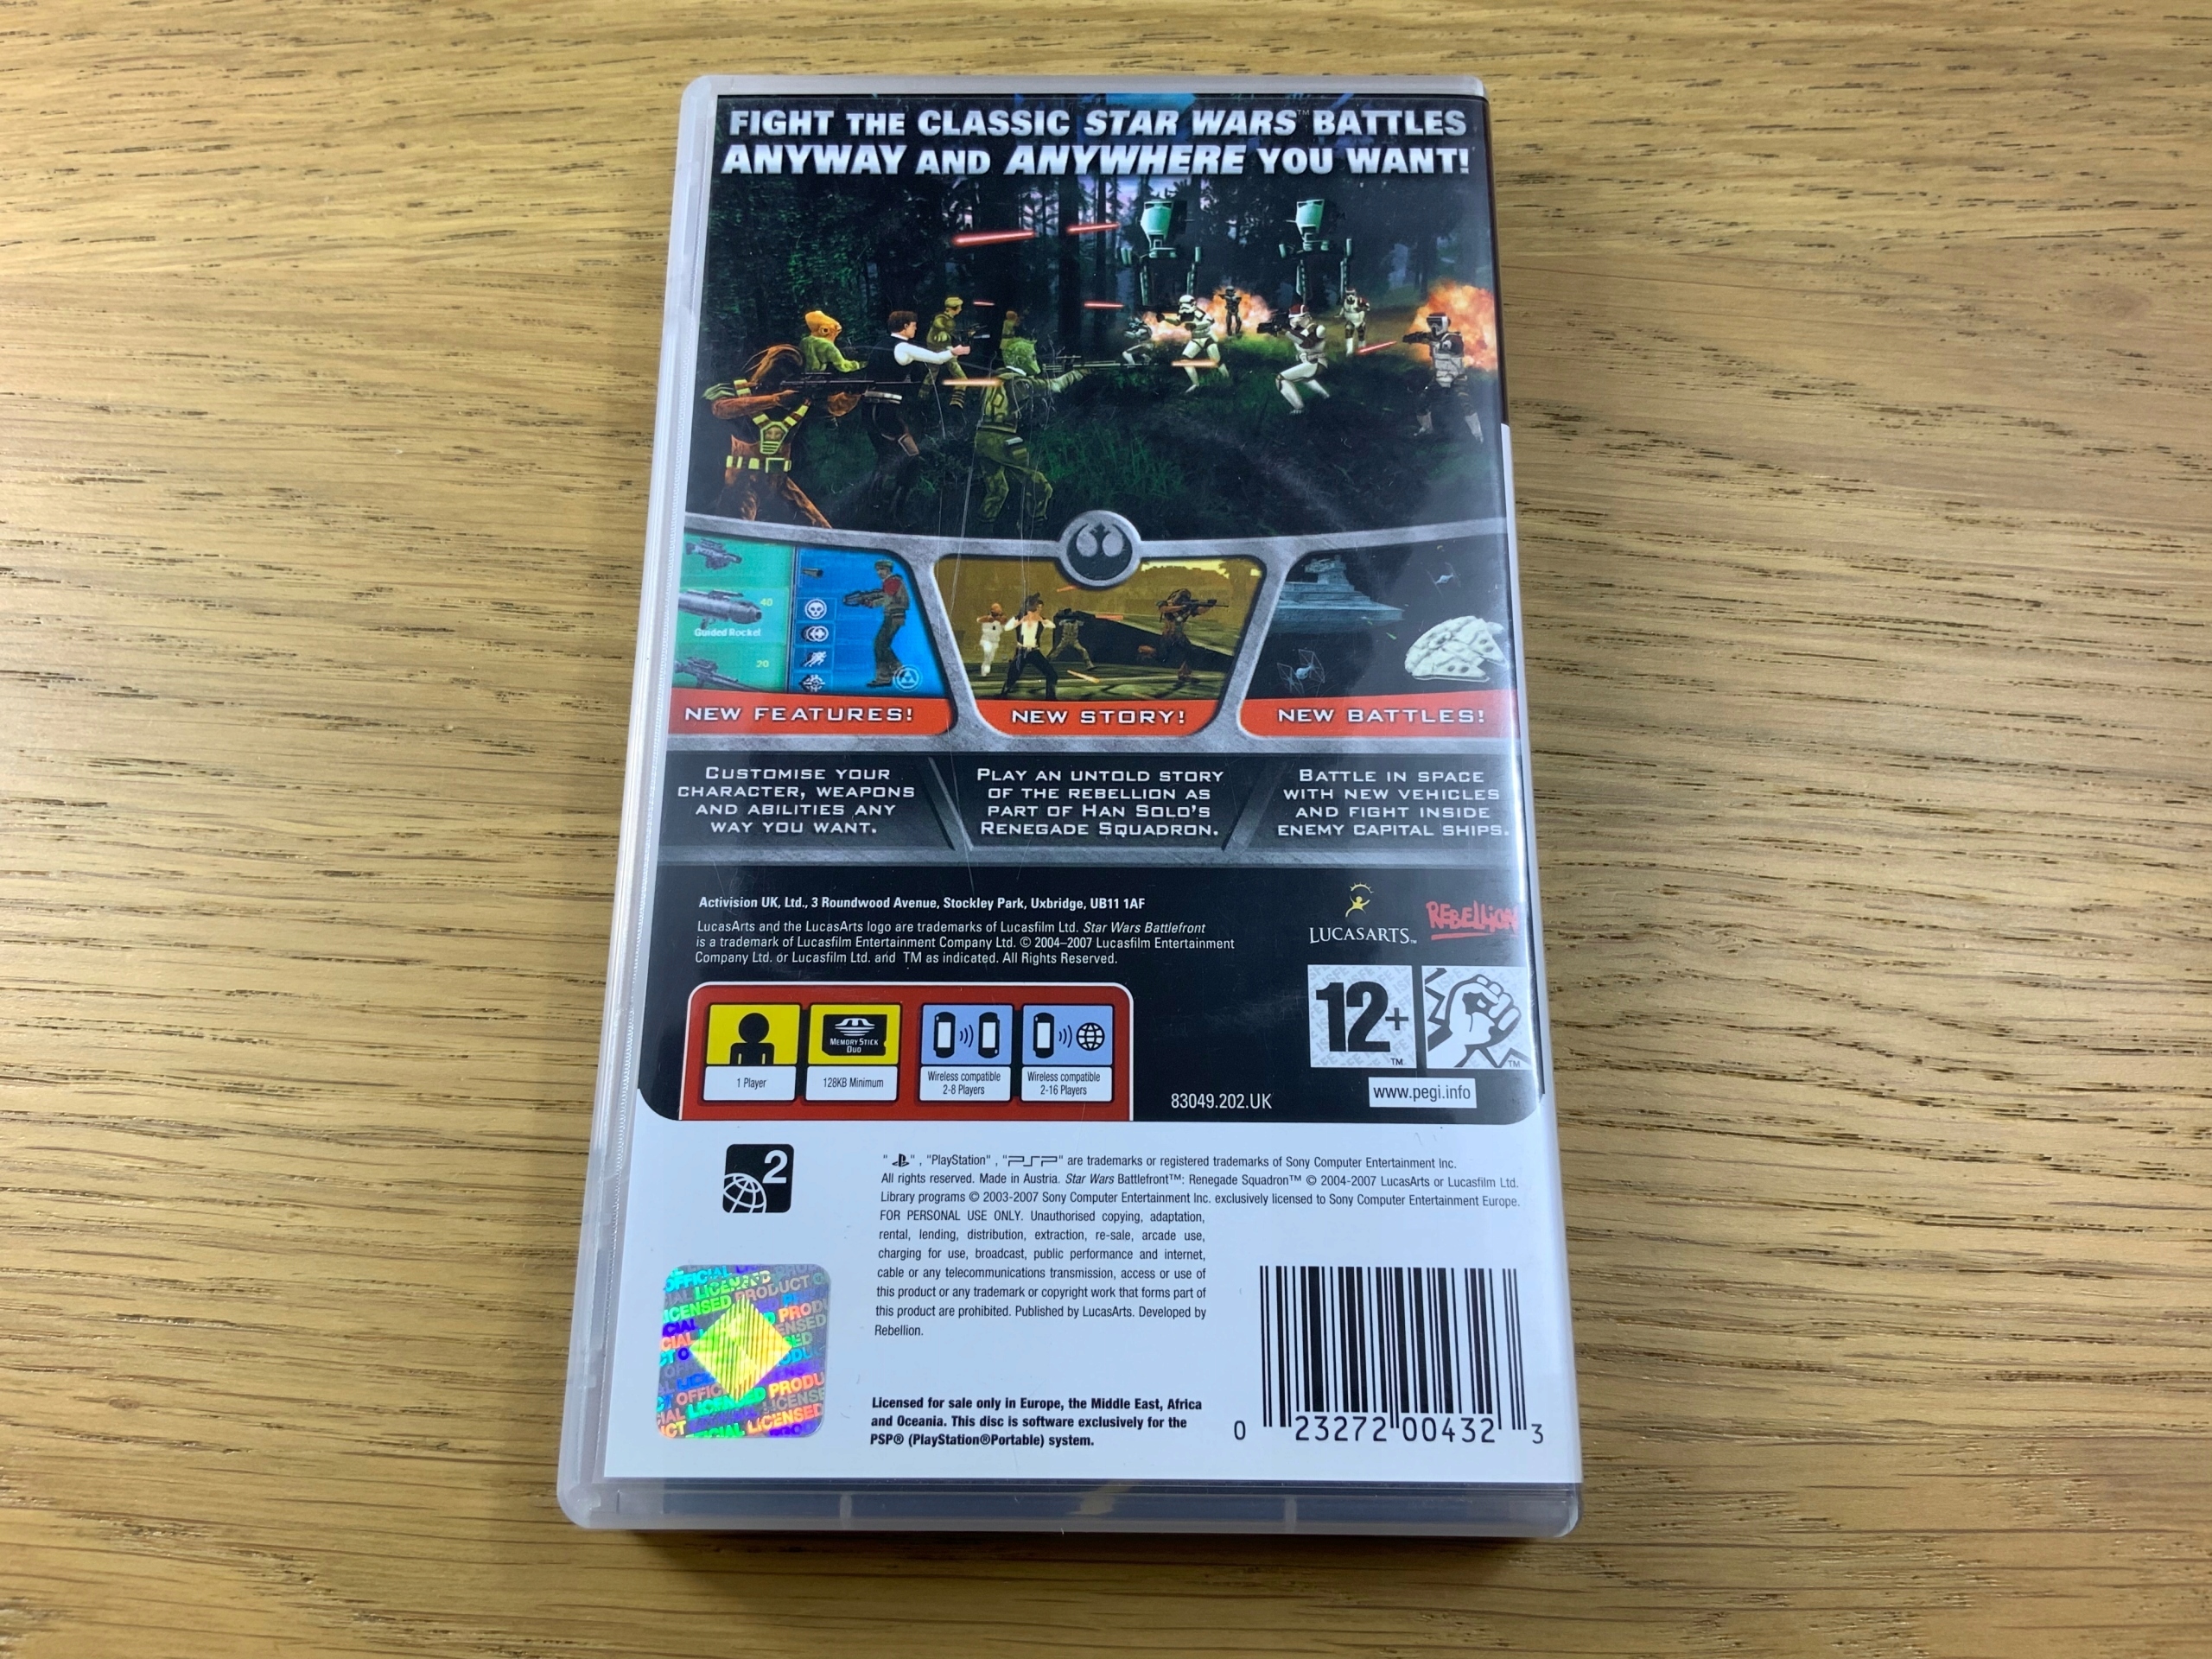 FIGHT THE CLASSIC STAR WARS™ BATTLES
ANYWAY AND ANYWHERE YOU WANT!
40
Guided Rocket
20
NEW FEATURES!
NEW STORY!
NEW BATTLES!
CUSTOMISE YOUR
CHARACTER, WEAPONS
AND ABILITIES ANY
WAY YOU WANT.
PLAY AN UNTOLD STORY
OF THE REBELLION AS
PART OF HAN SOLO'S
RENEGADE SQUADRON.
BATTLE IN SPACE
WITH NEW VEHICLES
AND FIGHT INSIDE
ENEMY CAPITAL SHIPS.
Activision UK, Ltd., 3 Roundwood Avenue, Stockley Park, Uxbridge, UB11 1AF
LucasArts and the LucasArts logo are trademarks of Lucasfilm Ltd. Star Wars Battlefront
is a trademark of Lucasfilm Entertainment Company Ltd. © 2004–2007 Lucasfilm Entertainment
Company Ltd. or Lucasfilm Ltd. and TM as indicated. All Rights Reserved.
LUCASARTS™
REBELLION
12+™
™
www.pegi.info
MEMORY STICK
DUO
1 Player
128KB Minimum
Wireless compatible
2-8 Players
Wireless compatible
2-16 Players
83049.202.UK
2
" ", "PlayStation", "PSP" are trademarks or registered trademarks of Sony Computer Entertainment Inc.
All rights reserved. Made in Austria. Star Wars Battlefront™: Renegade Squadron™ © 2004-2007 LucasArts or Lucasfilm Ltd.
Library programs © 2003-2007 Sony Computer Entertainment Inc. exclusively licensed to Sony Computer Entertainment Europe.
FOR PERSONAL USE ONLY. Unauthorised copying, adaptation,
rental, lending, distribution, extraction, re-sale, arcade use,
charging for use, broadcast, public performance and internet,
cable or any telecommunications transmission, access or use of
this product or any trademark or copyright work that forms part of
this product are prohibited. Published by LucasArts. Developed by
Rebellion.
OFFICIAL LICENSED PRODUCT
Licensed for sale only in Europe, the Middle East, Africa
and Oceania. This disc is software exclusively for the
PSP® (PlayStation®Portable) system.
0 23272 00432 3